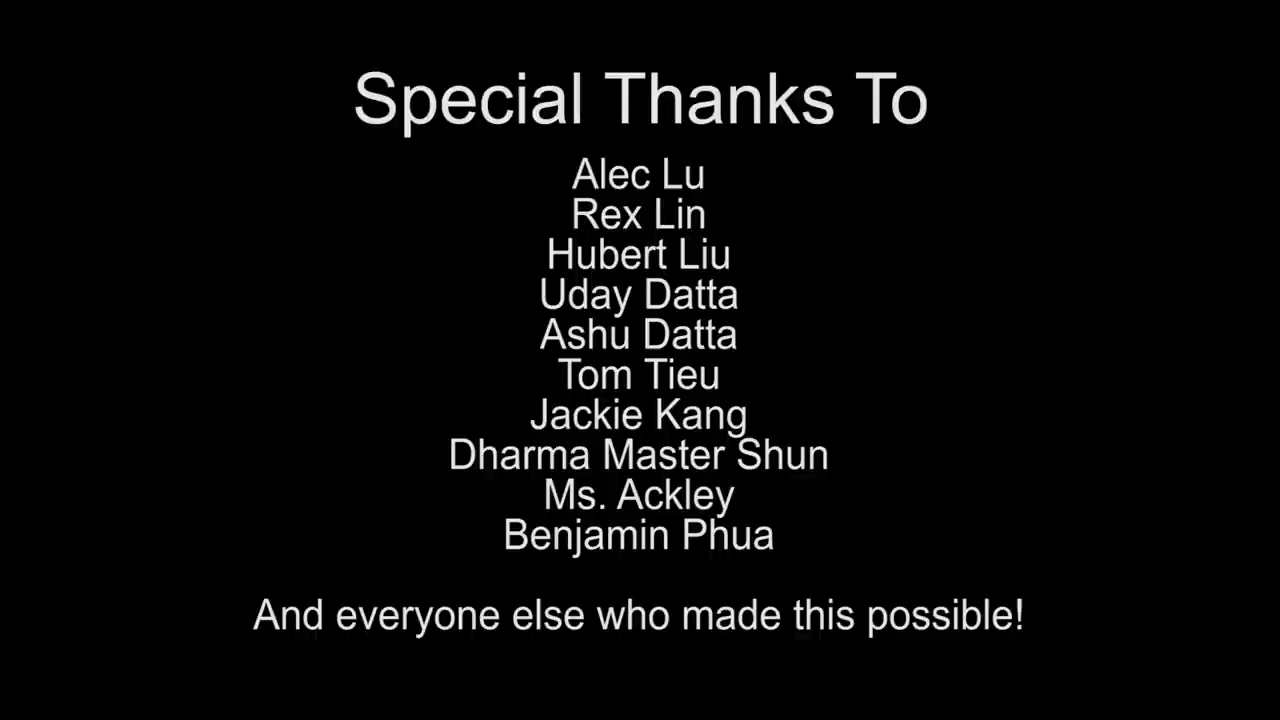 Special Thanks To
Alec Lu
Rex Lin
Hubert Liu
Uday Datta
Ashu Datta
Tom Tieu
Jackie Kang
Dharma Master Shun
Ms. Ackley
Benjamin Phua
And everyone else who made this possible!